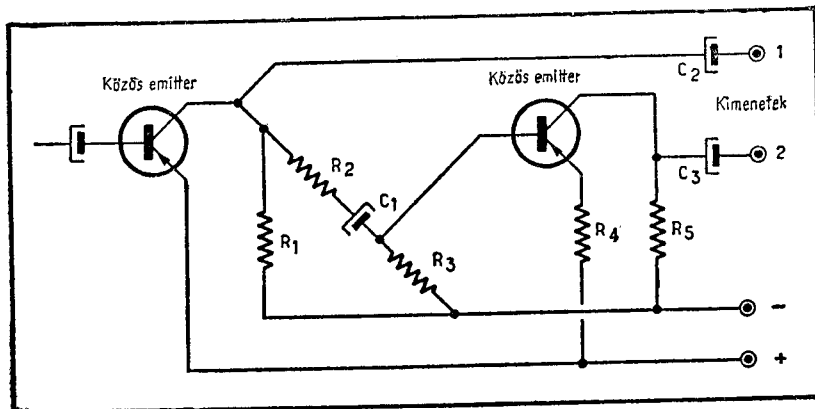 Közös emitter
Közös emitter
C2
1
Kimenetek
C3
2
R2
C1
R1
R3
R4
R5
-
+